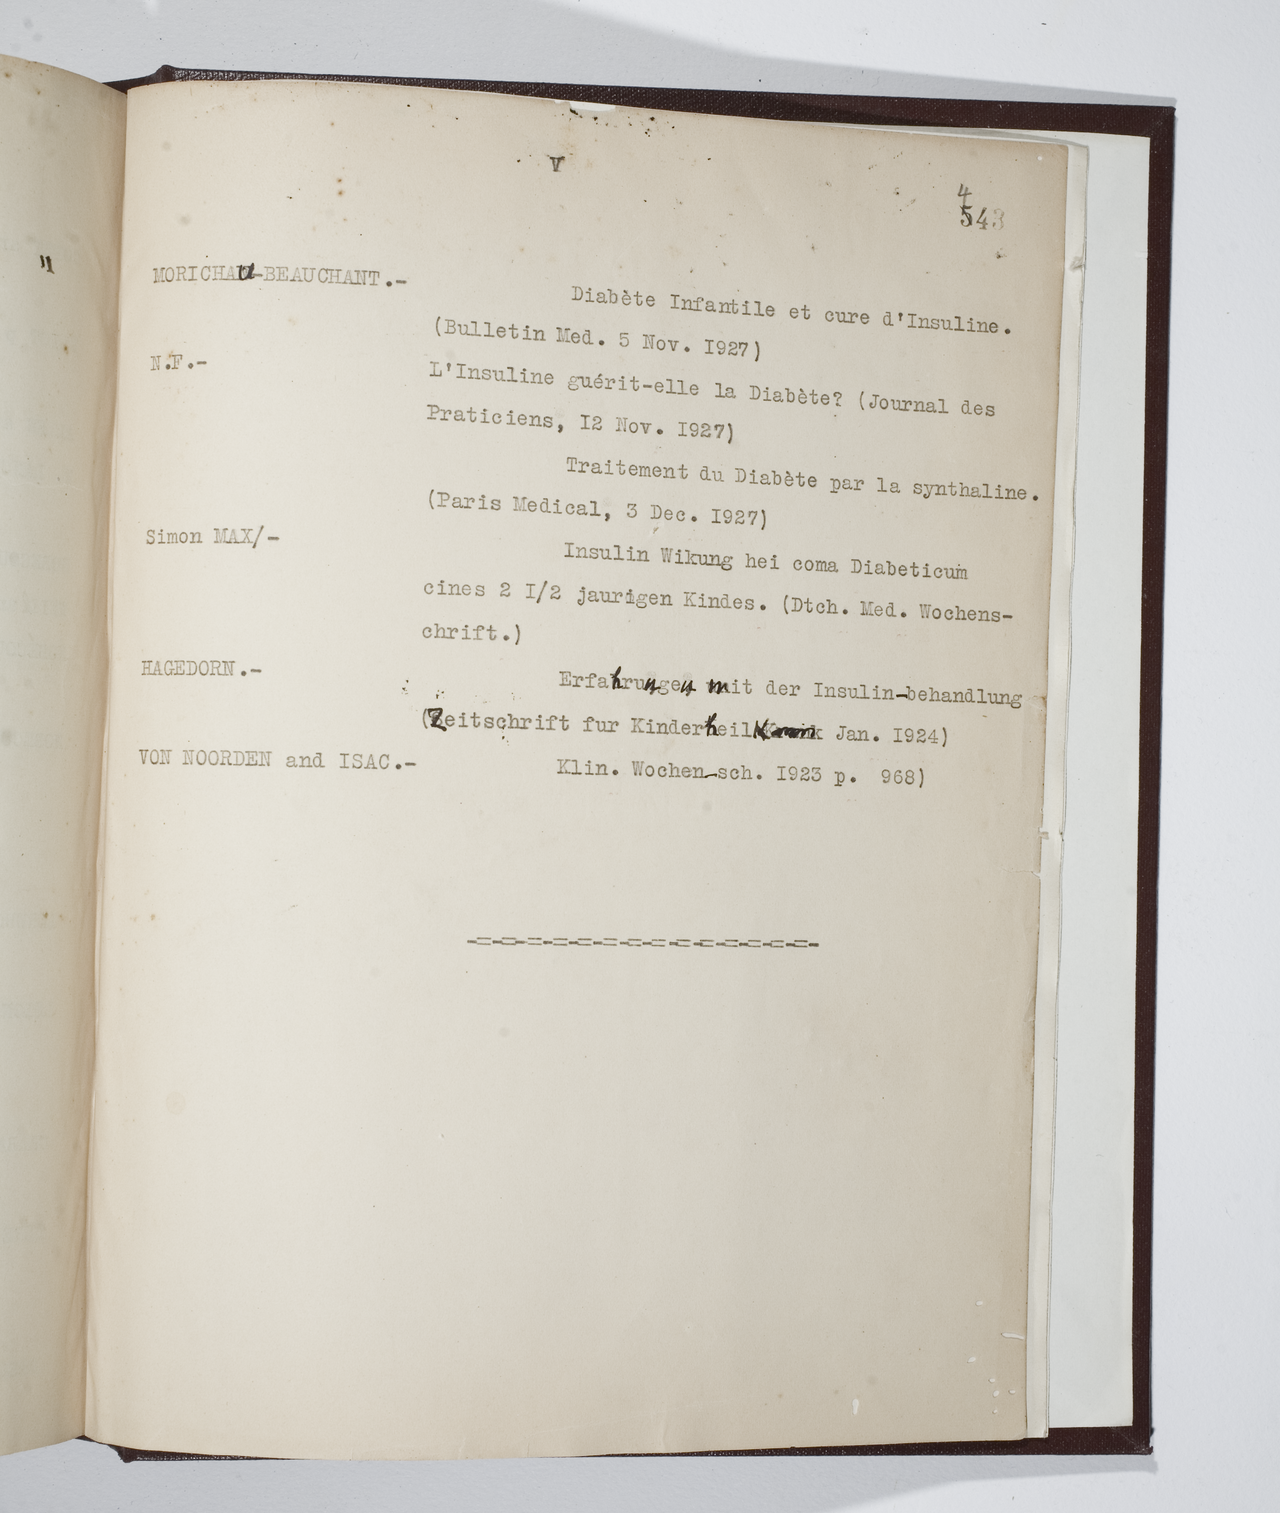 V
4
543
MORICHAU-BEAUCHANT.-
Diabète Infantile et cure d'Insuline.
(Bulletin Med. 5 Nov. I927)
N.F.-
L'Insuline guérit-elle la Diabète? (Journal des
Praticiens, I2 Nov. I927)
Traitement du Diabète par la synthaline.
(Paris Medical, 3 Dec. I927)
Simon MAX/-
Insulin Wikung hei coma Diabeticum
cines 2 I/2 jaurigen Kindes. (Dtch. Med. Wochens-
chrift.)
HAGEDORN.-
Erfahrungen mit der Insulin-behandlung
(Zeitschrift fur Kinderheil Jan. I924)
VON NOORDEN and ISAC.-
Klin. Wochen-sch. I923 p. 968)